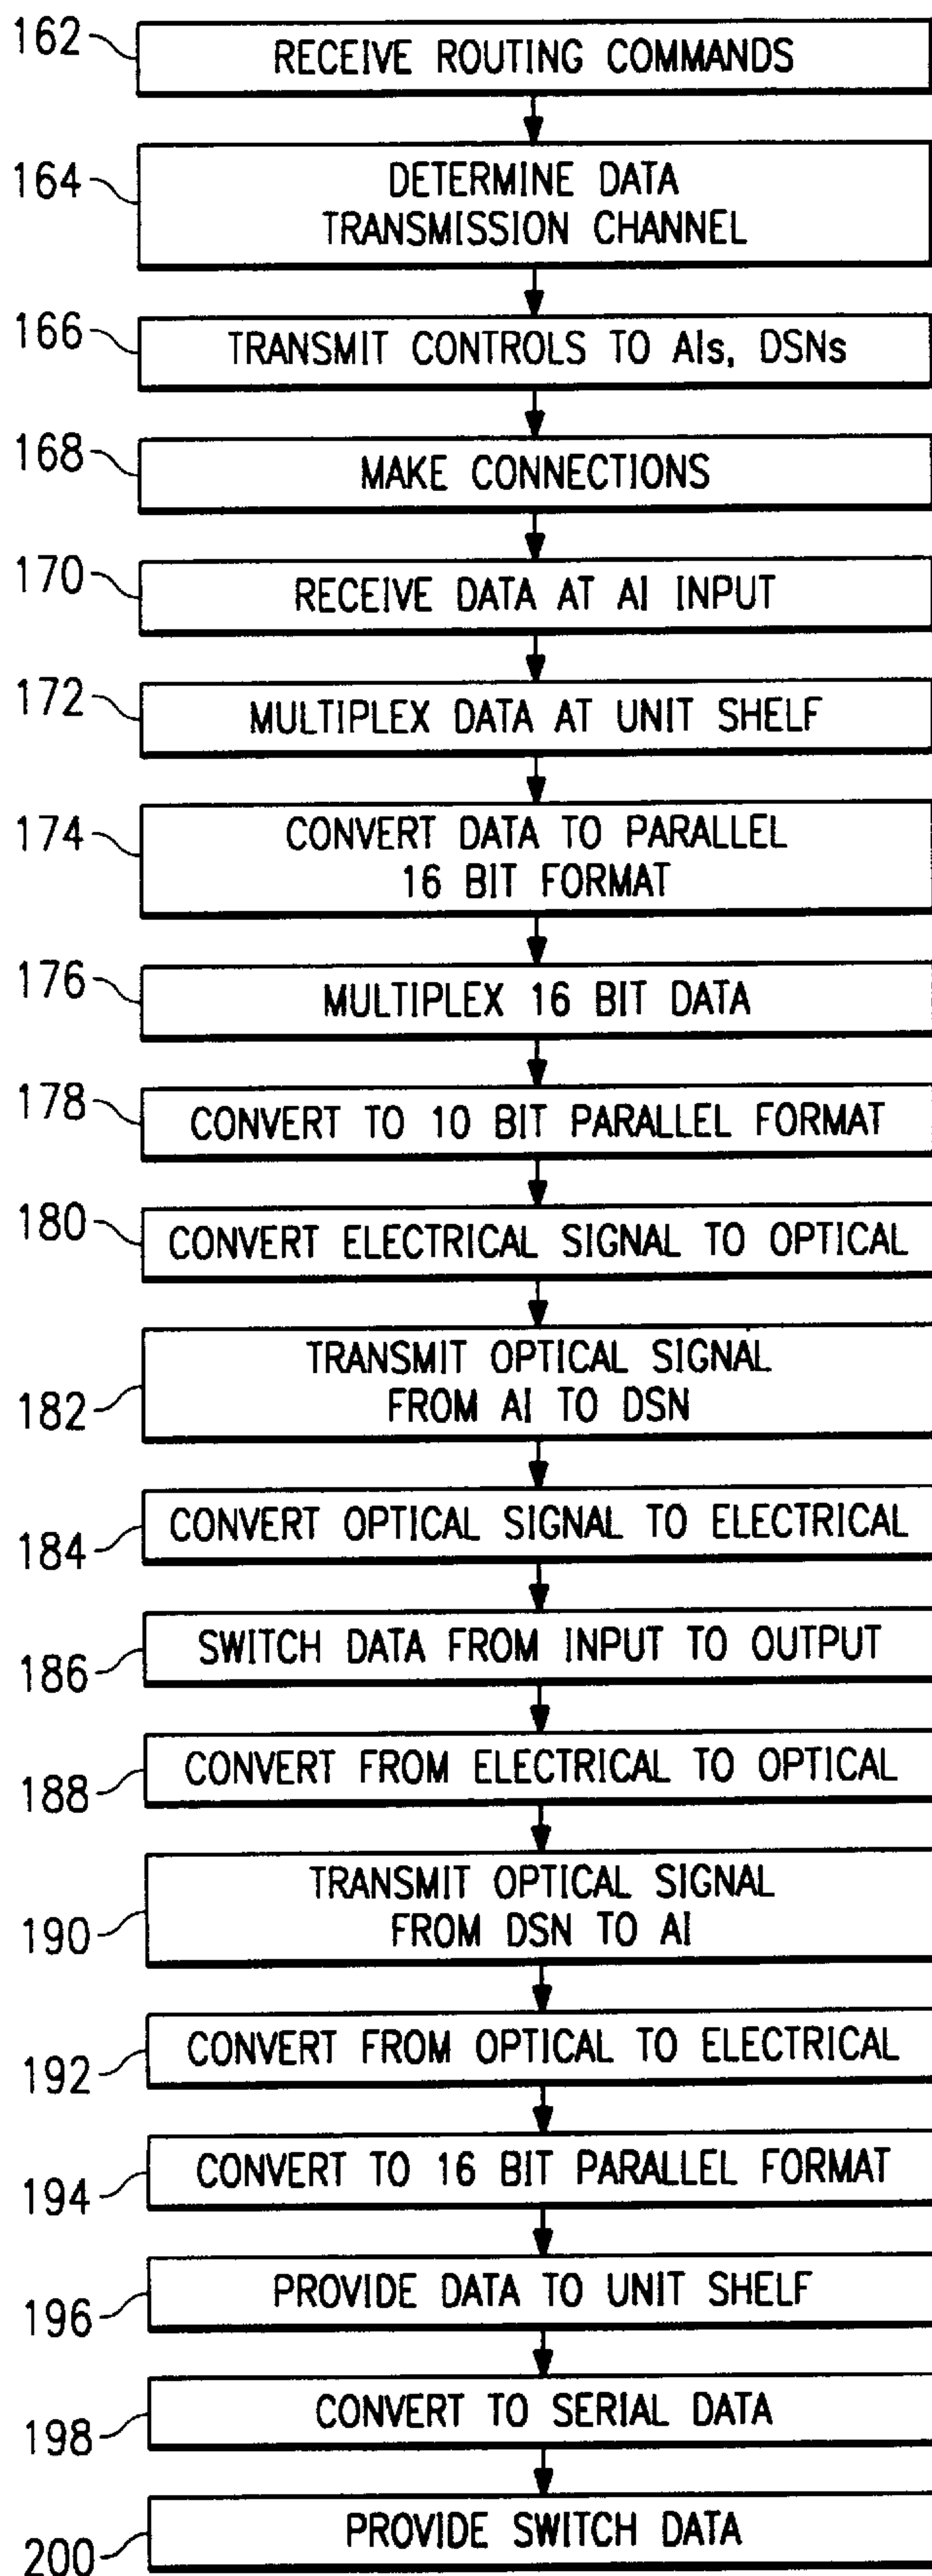 162
RECEIVE ROUTING COMMANDS
164
DETERMINE DATA
TRANSMISSION CHANNEL
166
TRANSMIT CONTROLS TO AIs, DSNs
168
MAKE CONNECTIONS
170
RECEIVE DATA AT AI INPUT
172
MULTIPLEX DATA AT UNIT SHELF
174
CONVERT DATA TO PARALLEL
16 BIT FORMAT
176
MULTIPLEX 16 BIT DATA
178
CONVERT TO 10 BIT PARALLEL FORMAT
180
CONVERT ELECTRICAL SIGNAL TO OPTICAL
182
TRANSMIT OPTICAL SIGNAL
FROM AI TO DSN
184
CONVERT OPTICAL SIGNAL TO ELECTRICAL
186
SWITCH DATA FROM INPUT TO OUTPUT
188
CONVERT FROM ELECTRICAL TO OPTICAL
190
TRANSMIT OPTICAL SIGNAL
FROM DSN TO AI
192
CONVERT FROM OPTICAL TO ELECTRICAL
194
CONVERT TO 16 BIT PARALLEL FORMAT
196
PROVIDE DATA TO UNIT SHELF
198
CONVERT TO SERIAL DATA
200
PROVIDE SWITCH DATA